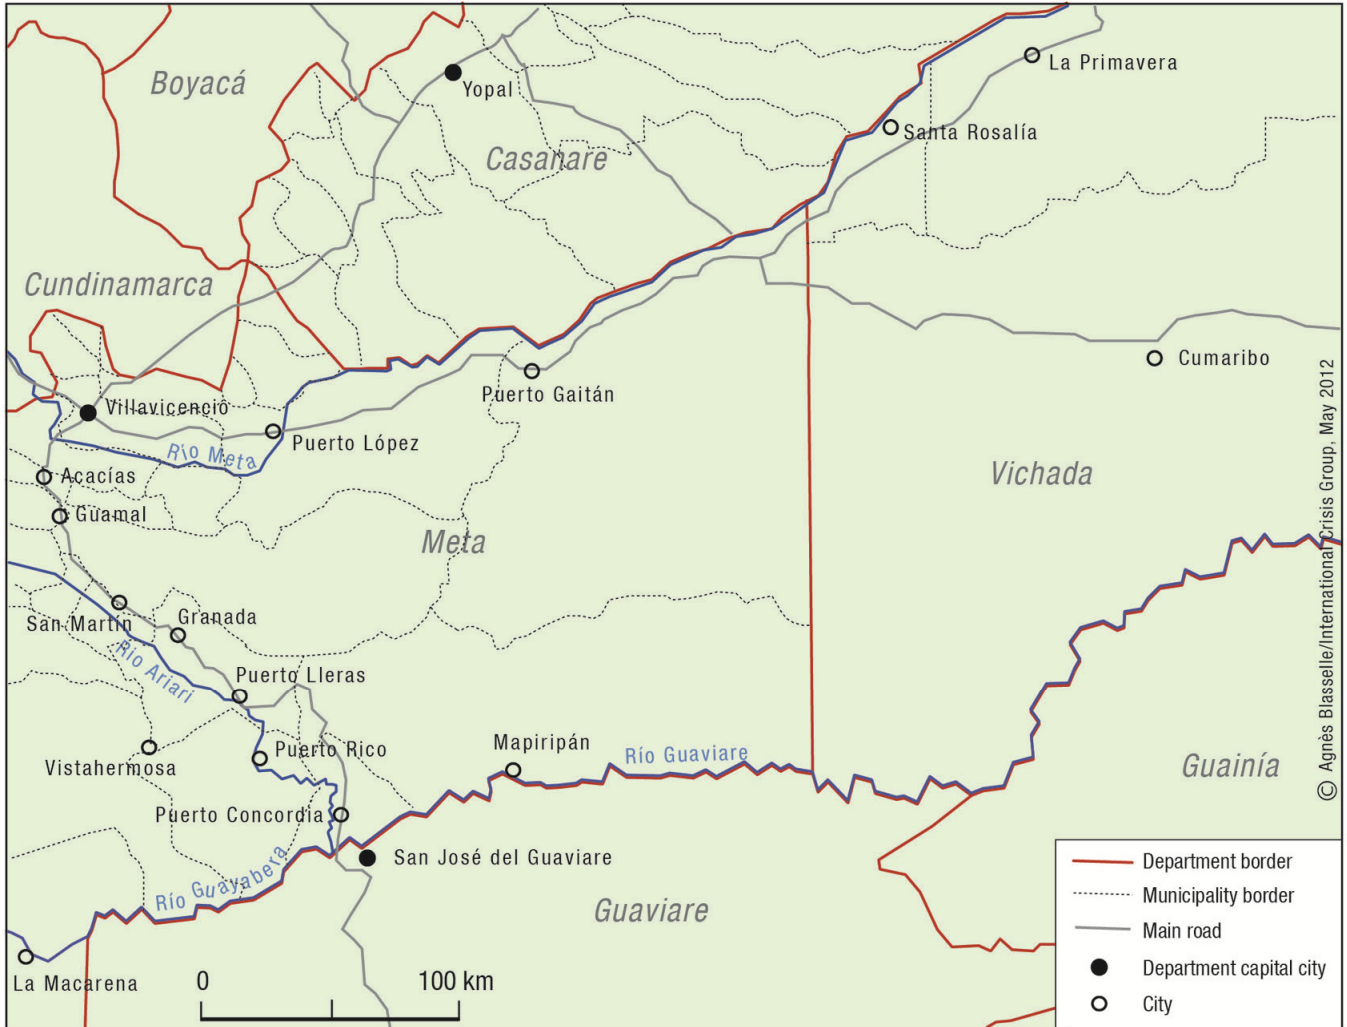 Boyacá
Yopal
La Primavera
Santa Rosalía
Casanare
Cundinamarca
Cumaribo
Puerto Gaitán
Villavicencio
Puerto López
Río Meta
Acacías
Guamal
Vichada
Meta
San Martín
Granada
Río Ariari
Puerto Lleras
Puerto Rico
Mapiripán
Río Guaviare
Vistahermosa
Guainía
Puerto Concordia
San José del Guaviare
Río Guayabera
Guaviare
La Macarena
0 100 km
© Agnès Blasselle/International Crisis Group, May 2012
Department border
Municipality border
Main road
Department capital city
City